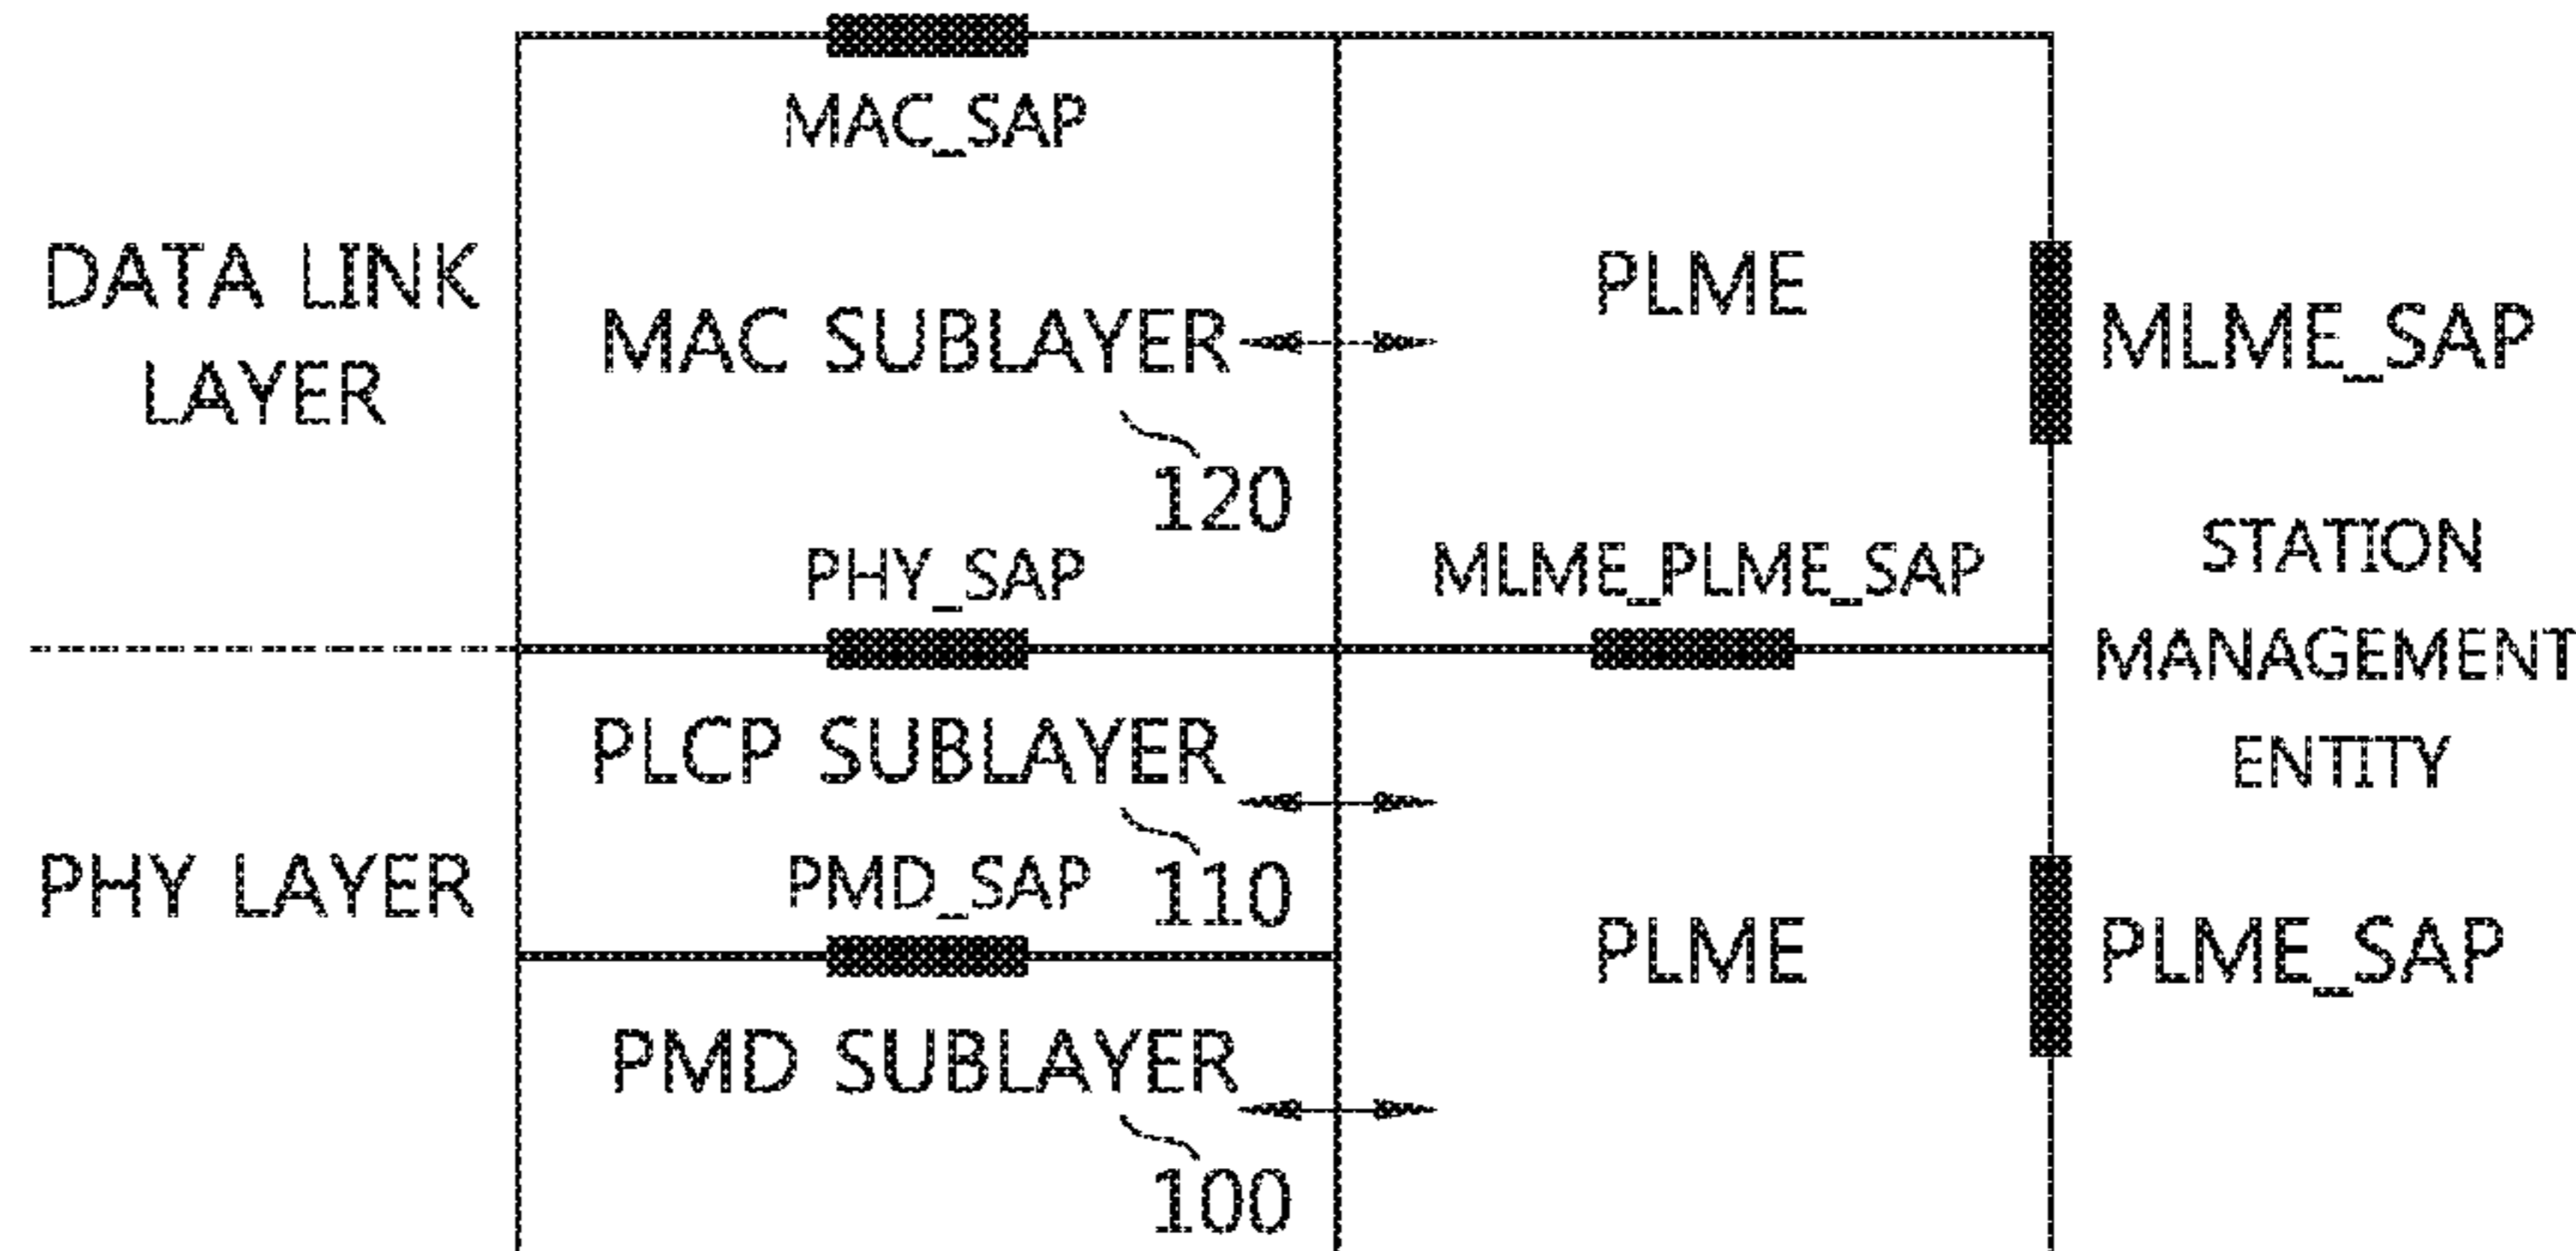 MAC_SAP
DATA LINK
LAYER
MAC SUBLAYER
120
PLME
MLME_SAP
PHY_SAP
MLME_PLME_SAP
STATION
MANAGEMENT
ENTITY
PLCP SUBLAYER
110
PHY LAYER
PMD_SAP
PLME
PLME_SAP
PMD SUBLAYER
100